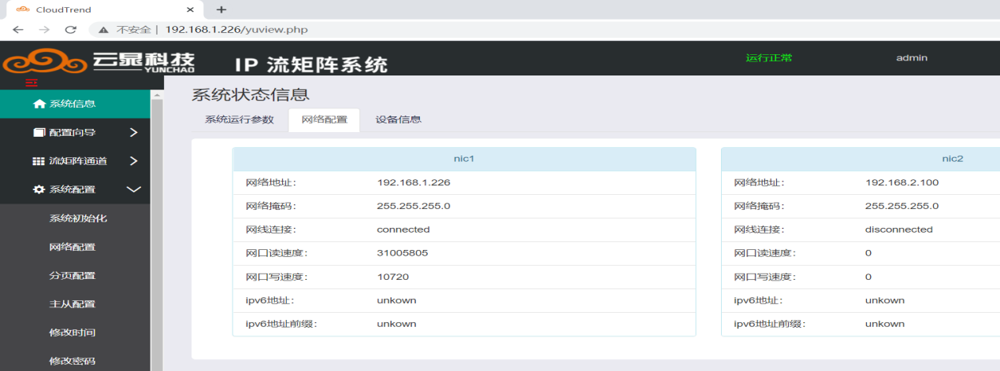 CloudTrend
不安全 | 192.168.1.226/yuview.php
云晁科技
YUNCHAO
IP 流矩阵系统
运行正常
admin
系统信息
配置向导
流矩阵通道
系统配置
系统初始化
网络配置
分页配置
主从配置
修改时间
修改密码
系统状态信息
系统运行参数 网络配置 设备信息
nic1
网络地址: 192.168.1.226
网络掩码: 255.255.255.0
网线连接: connected
网口读速度: 31005805
网口写速度: 10720
ipv6地址: unkown
ipv6地址前缀: unkown
nic2
网络地址: 192.168.2.100
网络掩码: 255.255.255.0
网线连接: disconnected
网口读速度: 0
网口写速度: 0
ipv6地址: unkown
ipv6地址前缀: unkown